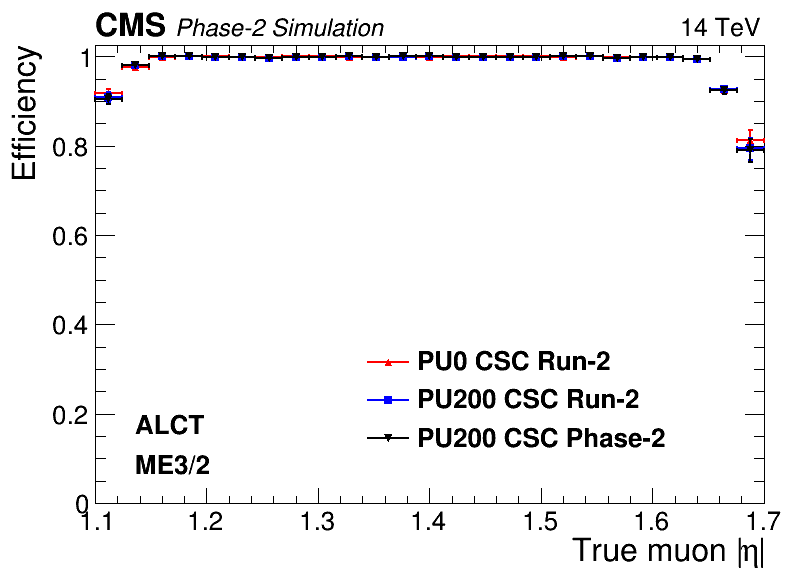 CMS Phase-2 Simulation 14 TeV
Efficiency
1
0.8
0.6
0.4
0.2
0
PU0 CSC Run-2
PU200 CSC Run-2
PU200 CSC Phase-2
ALCT
ME3/2
1.1 1.2 1.3 1.4 1.5 1.6 1.7
True muon |η|